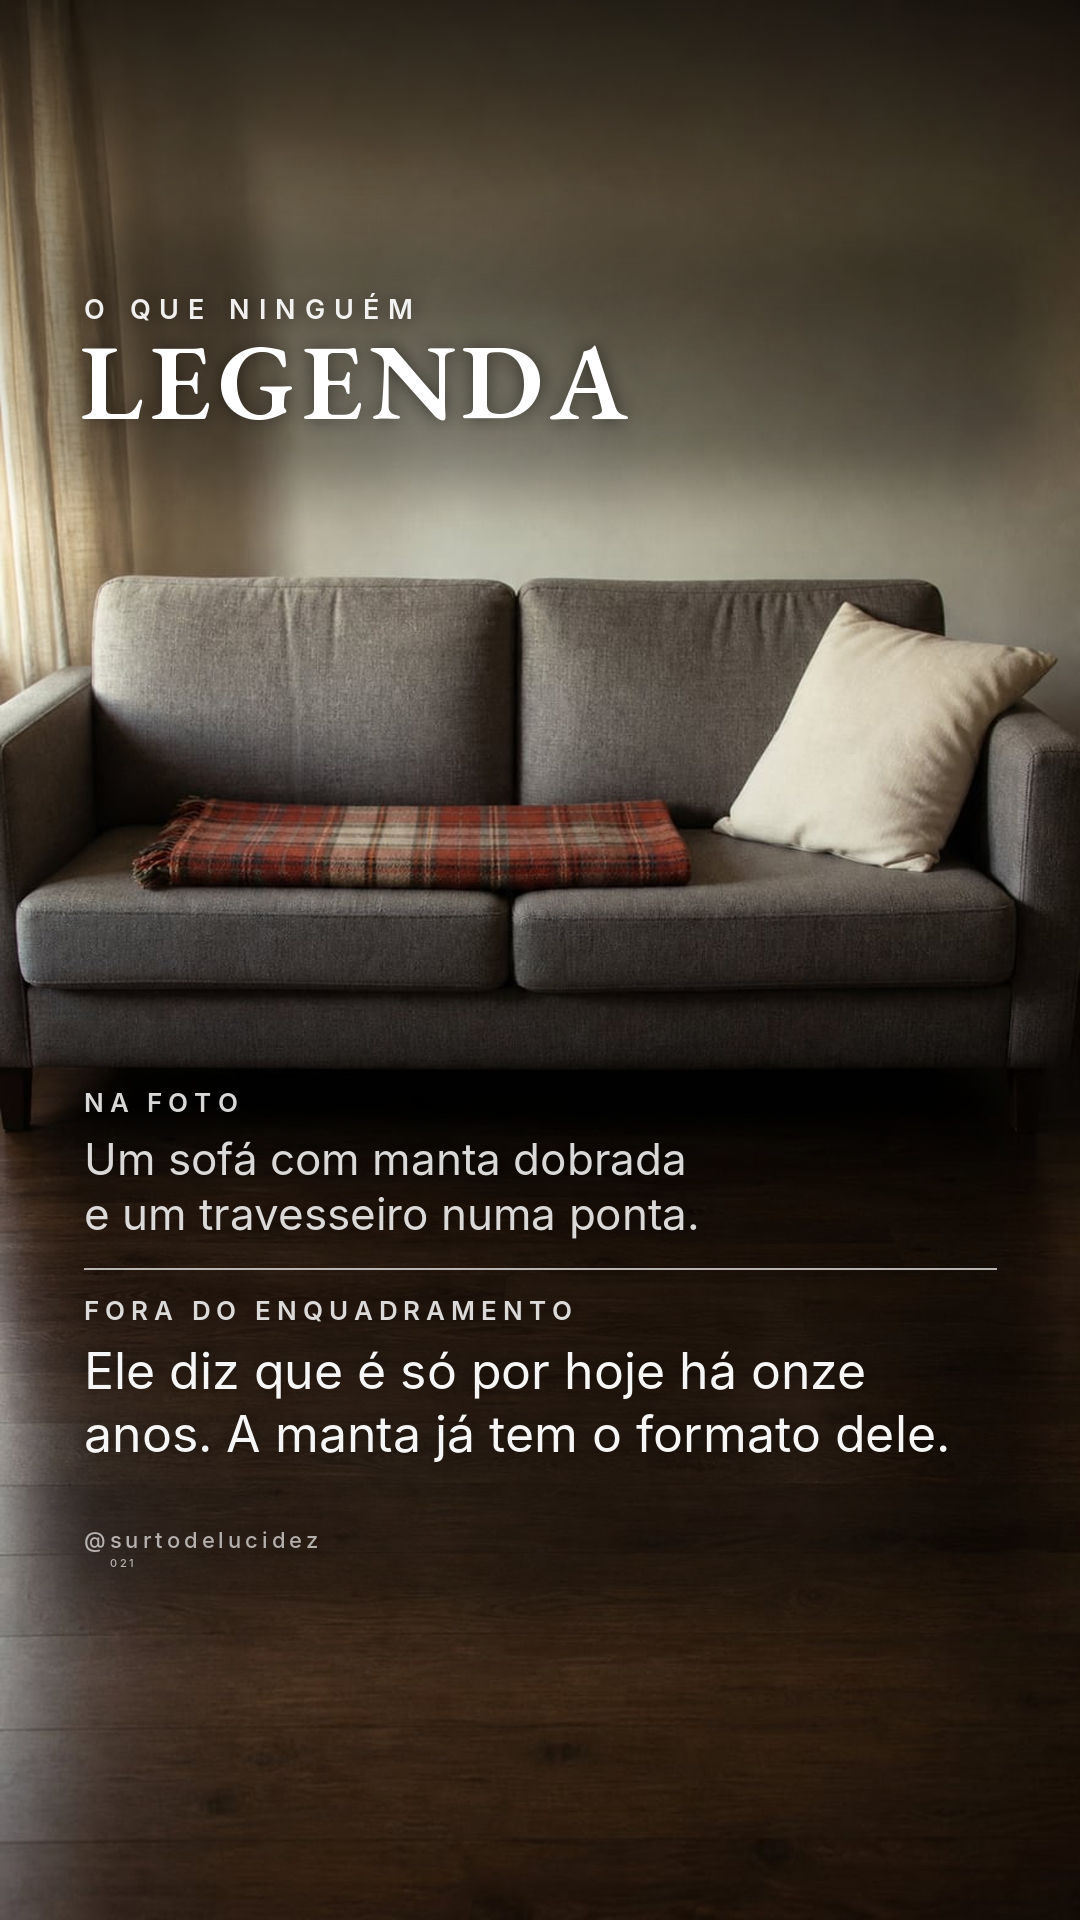 O QUE NINGUÉM
LEGENDA
NA FOTO
Um sofá com manta dobrada
e um travesseiro numa ponta.
FORA DO ENQUADRAMENTO
Ele diz que é só por hoje há onze
anos. A manta já tem o formato dele.
@surtodelucidez
021